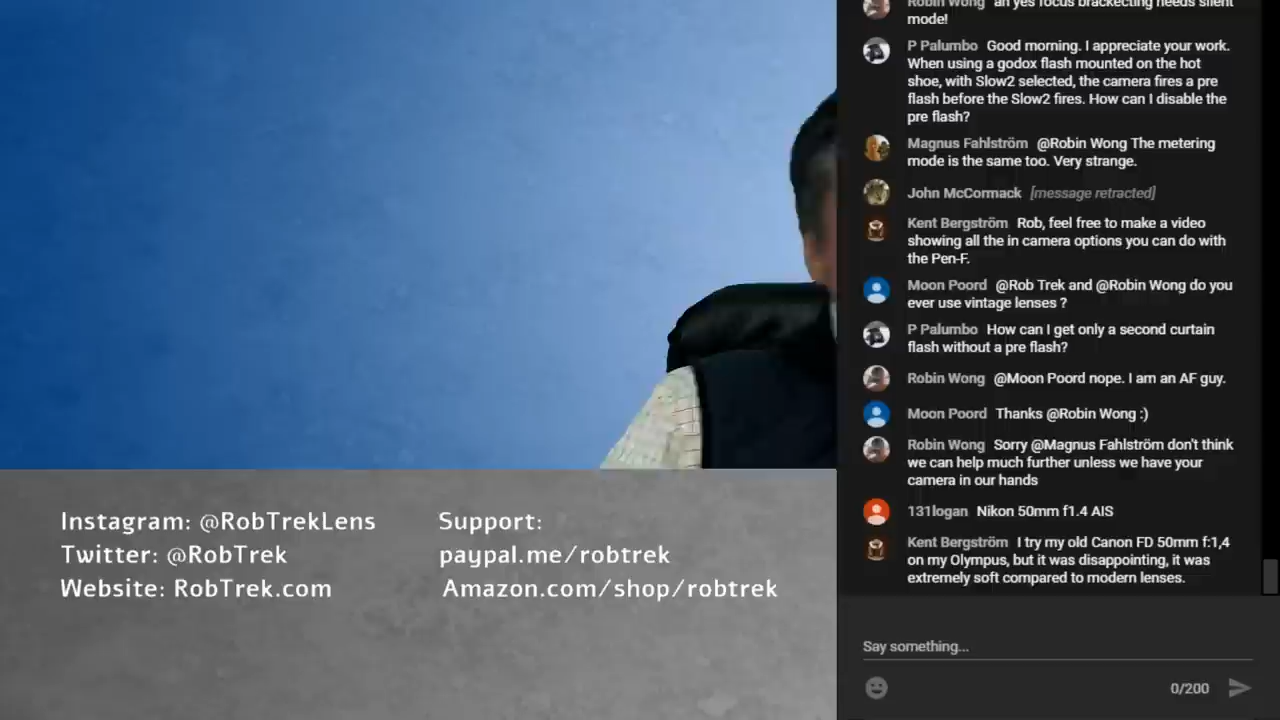 Robin Wong ah yes focus brackecting needs silent
mode!
P Palumbo Good morning. I appreciate your work.
When using a godox flash mounted on the hot
shoe, with Slow2 selected, the camera fires a pre
flash before the Slow2 fires. How can I disable the
pre flash?
Magnus Fahlström @Robin Wong The metering
mode is the same too. Very strange.
John McCormack [message retracted]
Kent Bergström Rob, feel free to make a video
showing all the in camera options you can do with
the Pen-F.
Moon Poord @Rob Trek and @Robin Wong do you
ever use vintage lenses ?
P Palumbo How can I get only a second curtain
flash without a pre flash?
Robin Wong @Moon Poord nope. I am an AF guy.
Moon Poord Thanks @Robin Wong :)
Robin Wong Sorry @Magnus Fahlström don't think
we can help much further unless we have your
camera in our hands
131logan Nikon 50mm f1.4 AIS
Kent Bergström I try my old Canon FD 50mm f:1,4
on my Olympus, but it was disappointing, it was
extremely soft compared to modern lenses.
Say something...
0/200
Instagram: @RobTrekLens
Twitter: @RobTrek
Website: RobTrek.com
Support:
paypal.me/robtrek
Amazon.com/shop/robtrek